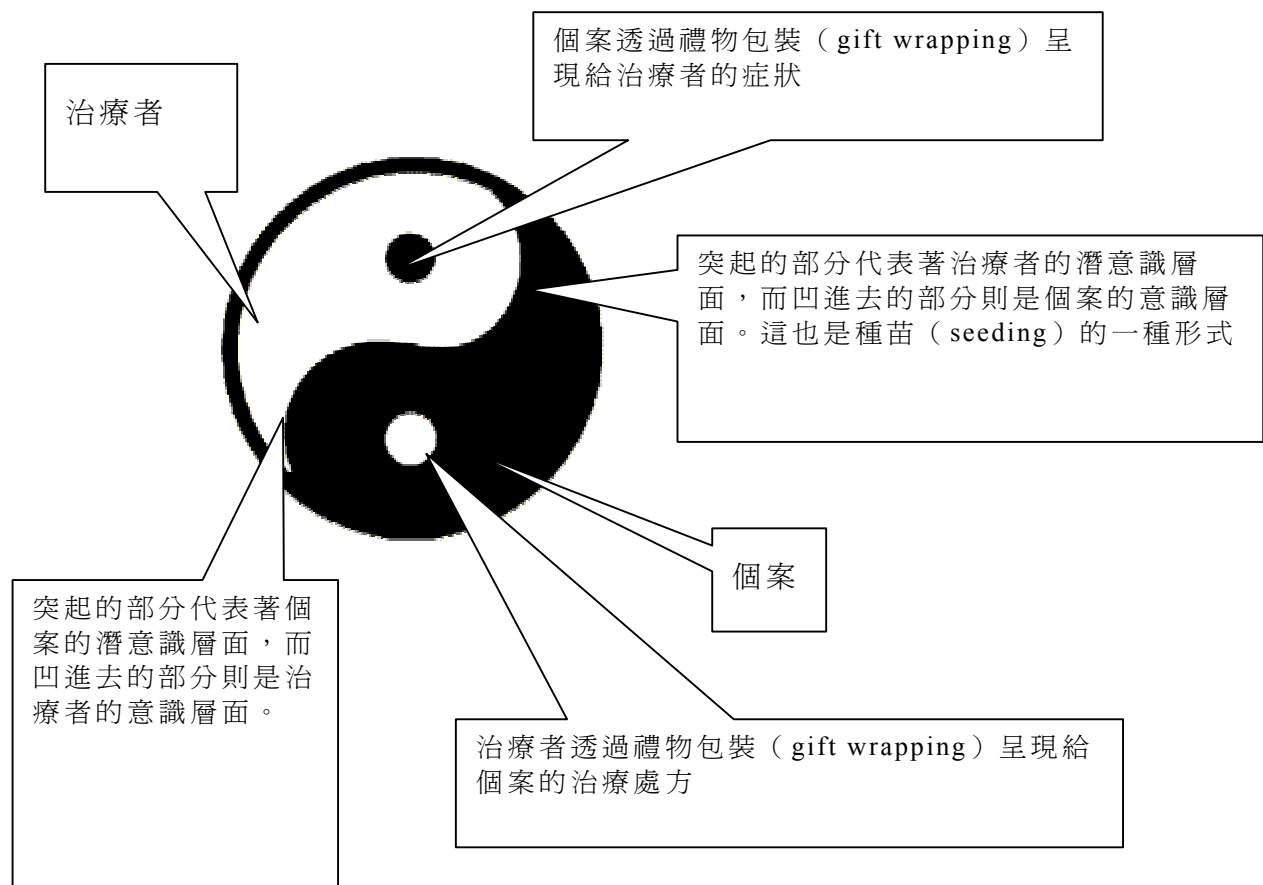 個案透過禮物包裝（gift wrapping）呈
現給治療者的症狀
治療者
突起的部分代表著治療者的潛意識層
面，而凹進去的部分則是個案的意識層
面。這也是種苗（seeding）的一種形式
個案
突起的部分代表著個
案的潛意識層面，而
凹進去的部分則是治
療者的意識層面。
治療者透過禮物包裝（gift wrapping）呈現給
個案的治療處方